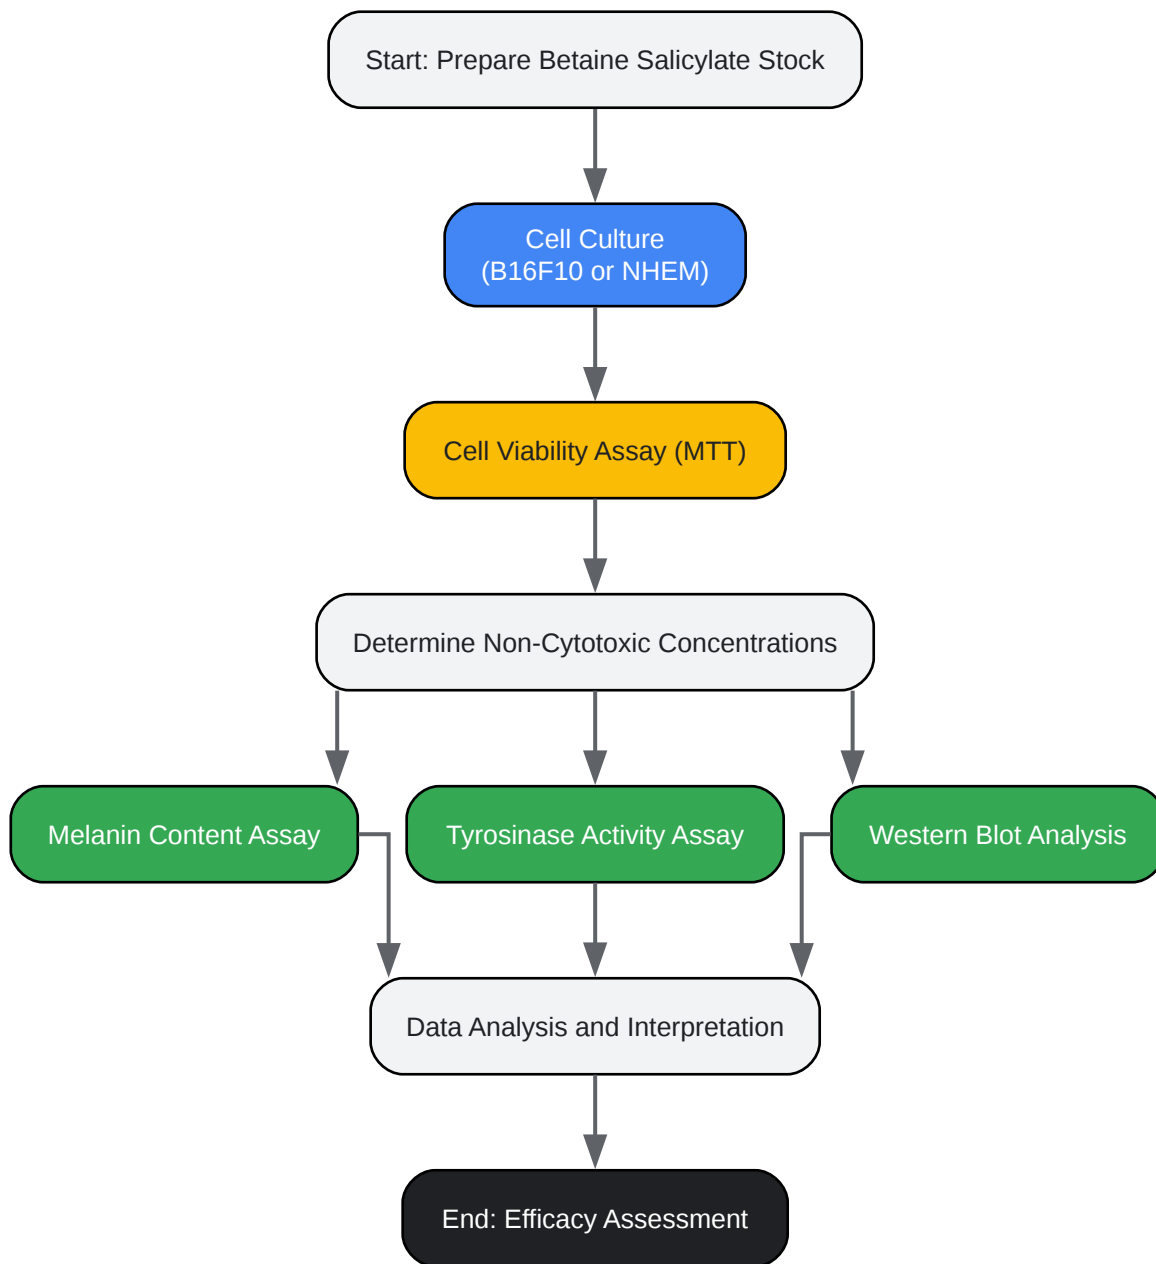 Start: Prepare Betaine Salicylate Stock
Cell Culture
(B16F10 or NHEM)
Cell Viability Assay (MTT)
Determine Non-Cytotoxic Concentrations
Melanin Content Assay
Tyrosinase Activity Assay
Western Blot Analysis
Data Analysis and Interpretation
End: Efficacy Assessment